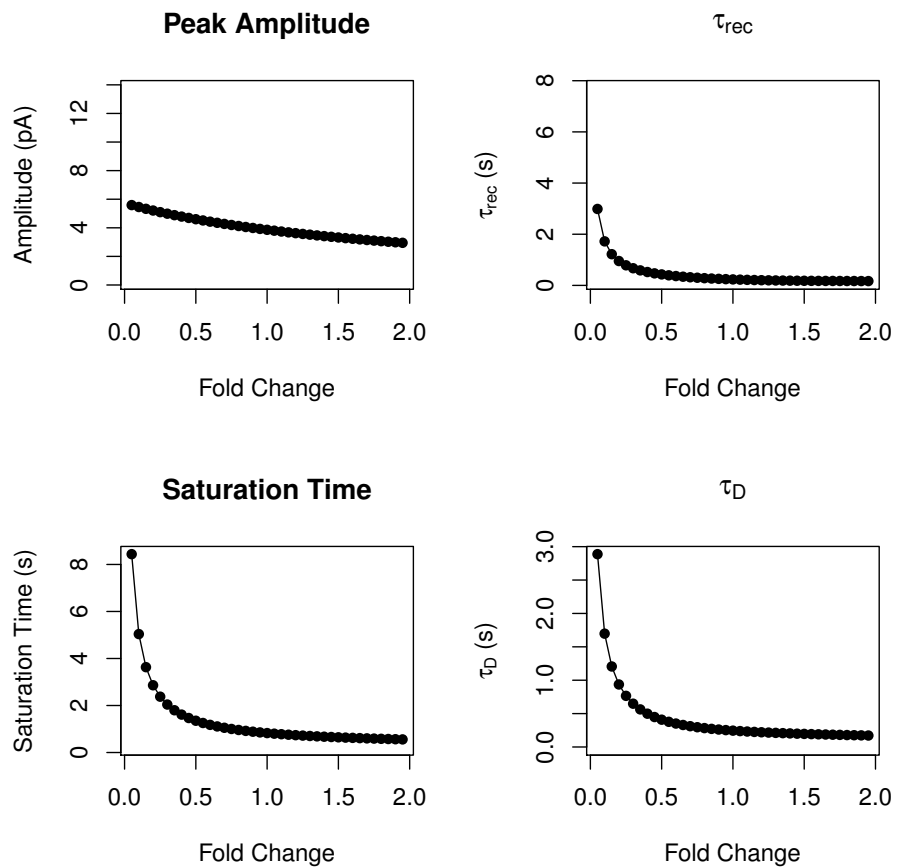 Peak Amplitude
Amplitude (pA)
0 4 8 12
0.0 0.5 1.0 1.5 2.0
Fold Change
τrec
τrec (s)
0 2 4 6 8
0.0 0.5 1.0 1.5 2.0
Fold Change
Saturation Time
Saturation Time (s)
0 2 4 6 8
0.0 0.5 1.0 1.5 2.0
Fold Change
τD
τD (s)
0.0 1.0 2.0 3.0
0.0 0.5 1.0 1.5 2.0
Fold Change